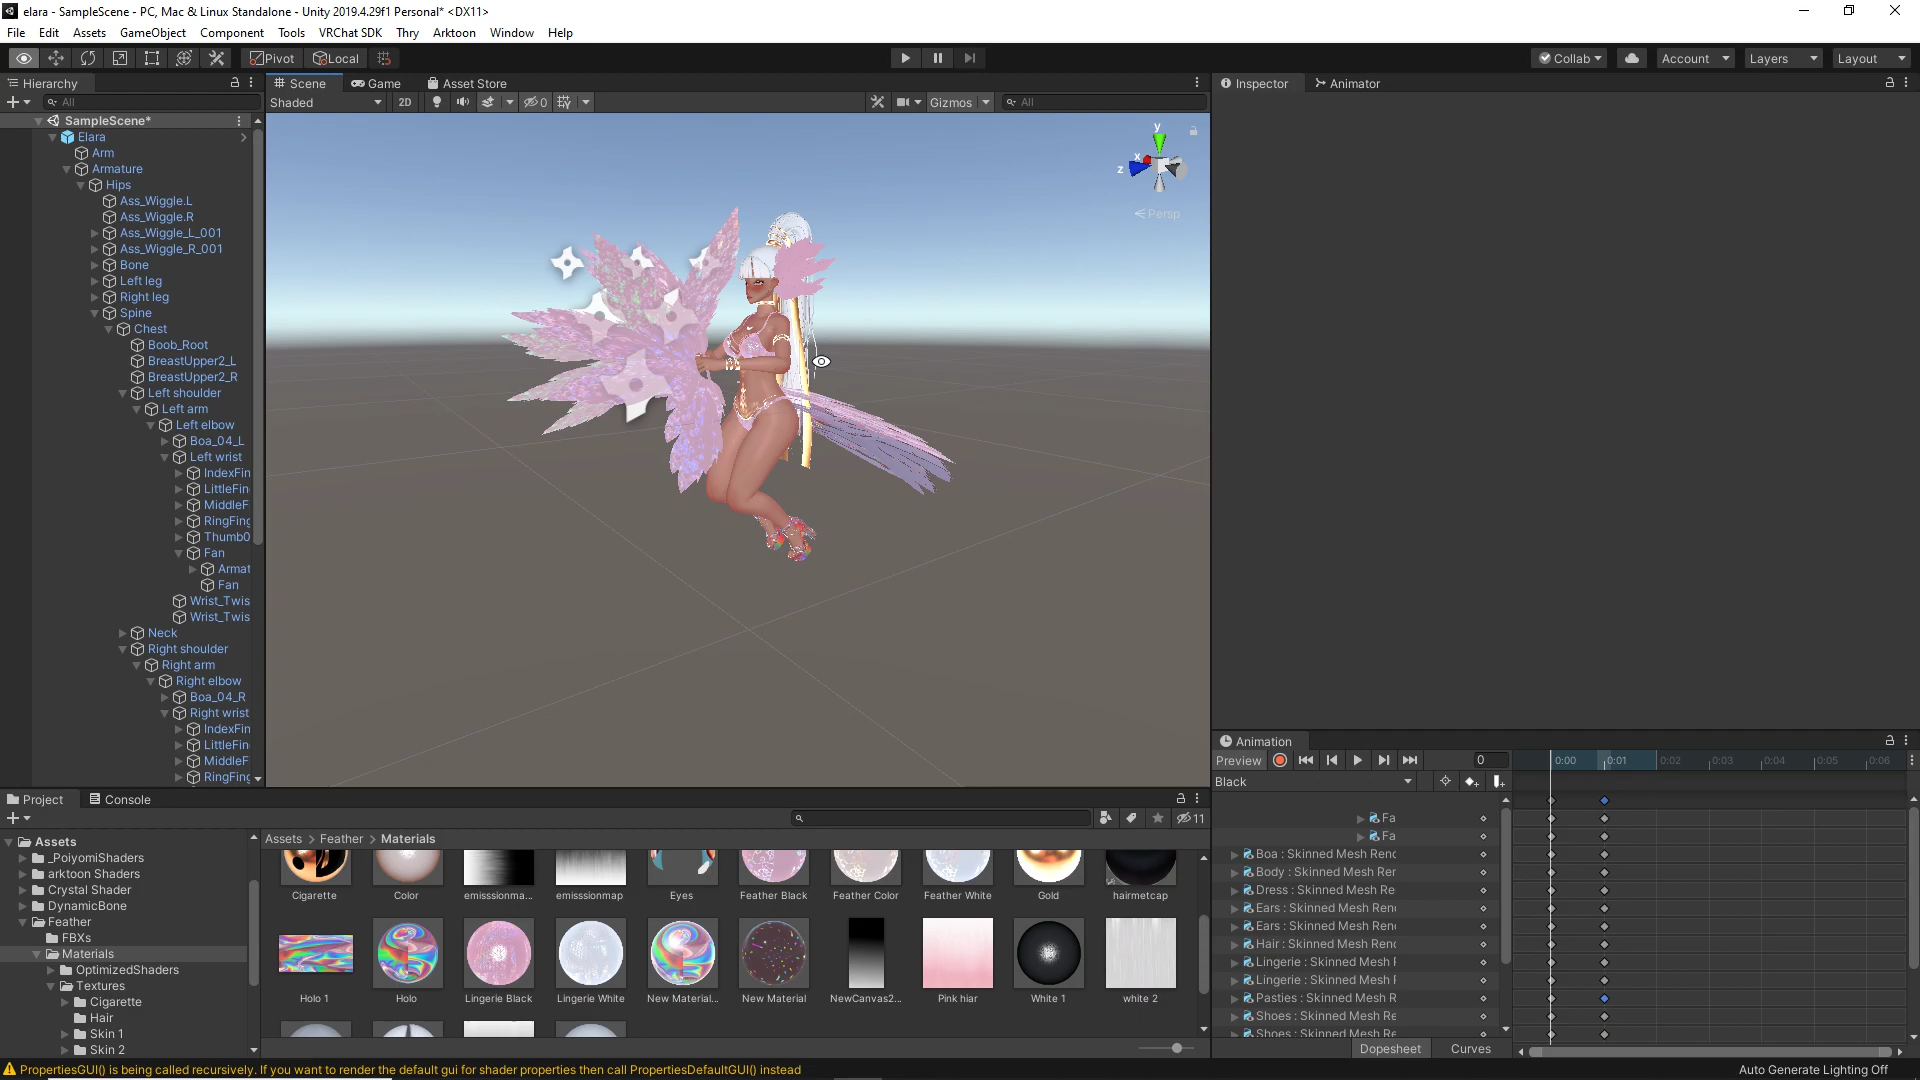 elara - SampleScene - PC, Mac & Linux Standalone - Unity 2019.4.29f1 Personal* <DX11>
File Edit Assets GameObject Component Tools VRChat SDK Thry Arktoon Window Help
Pivot Local Collab Account Layers Layout
Hierarchy Scene Game Asset Store Inspector Animator
All Shaded 2D 0 Gizmos All
SampleScene*
Elara
Arm
Armature
Hips
Ass_Wiggle.L
Ass_Wiggle.R
Ass_Wiggle_L_001
Ass_Wiggle_R_001
Bone
Left leg
Right leg
Spine
Chest
Boob_Root
BreastUpper2_L
BreastUpper2_R
Left shoulder
Left arm
Left elbow
Boa_04_L
Left wrist
IndexFin
LittleFin
MiddleF
RingFing
Thumb0
Fan
Armat
Fan
Wrist_Twis
Wrist_Twis
Neck
Right shoulder
Right arm
Right elbow
Boa_04_R
Right wrist
IndexFin
LittleFin
MiddleF
RingFing
y
x
z
Persp
Project Console
11
Assets
_PoiyomiShaders
arktoon Shaders
Crystal Shader
DynamicBone
Feather
FBXs
Materials
OptimizedShaders
Textures
Cigarette
Hair
Skin 1
Skin 2
Assets > Feather > Materials
Cigarette Color emisssionma... emisssionmap Eyes Feather Black Feather Color Feather White Gold hairmetcap
Holo 1 Holo Lingerie Black Lingerie White New Material... New Material NewCanvas2... Pink hiar White 1 white 2
Animation
Preview 0 0:00 0:01 0:02 0:03 0:04 0:05 0:06
Black
Fa
Fa
Boa : Skinned Mesh Rend
Body : Skinned Mesh Rer
Dress : Skinned Mesh Re
Ears : Skinned Mesh Rend
Ears : Skinned Mesh Rend
Hair : Skinned Mesh Rend
Lingerie : Skinned Mesh F
Lingerie : Skinned Mesh F
Pasties : Skinned Mesh R
Shoes : Skinned Mesh Re
Shoes : Skinned Mesh Re
Dopesheet Curves
PropertiesGUI() is being called recursively. If you want to render the default gui for shader properties then call PropertiesDefaultGUI() instead
Auto Generate Lighting Off